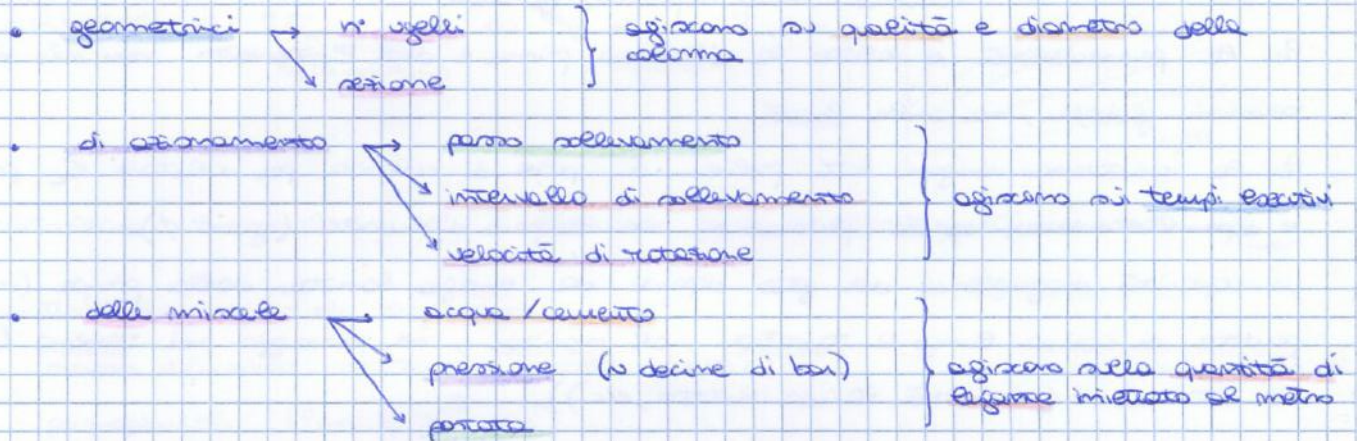 • geometrici → n° ugelli } agiscono su qualità e diametro della
sezione colonna
• di azionamento → passo sollevamento
intervallo di sollevamento } agiscono sui tempi esecutivi
velocità di rotazione
• delle miscele → acqua/cemento
pressione (∼ decine di bar) } agiscono sulla quantità di
portata legante iniettato al metro